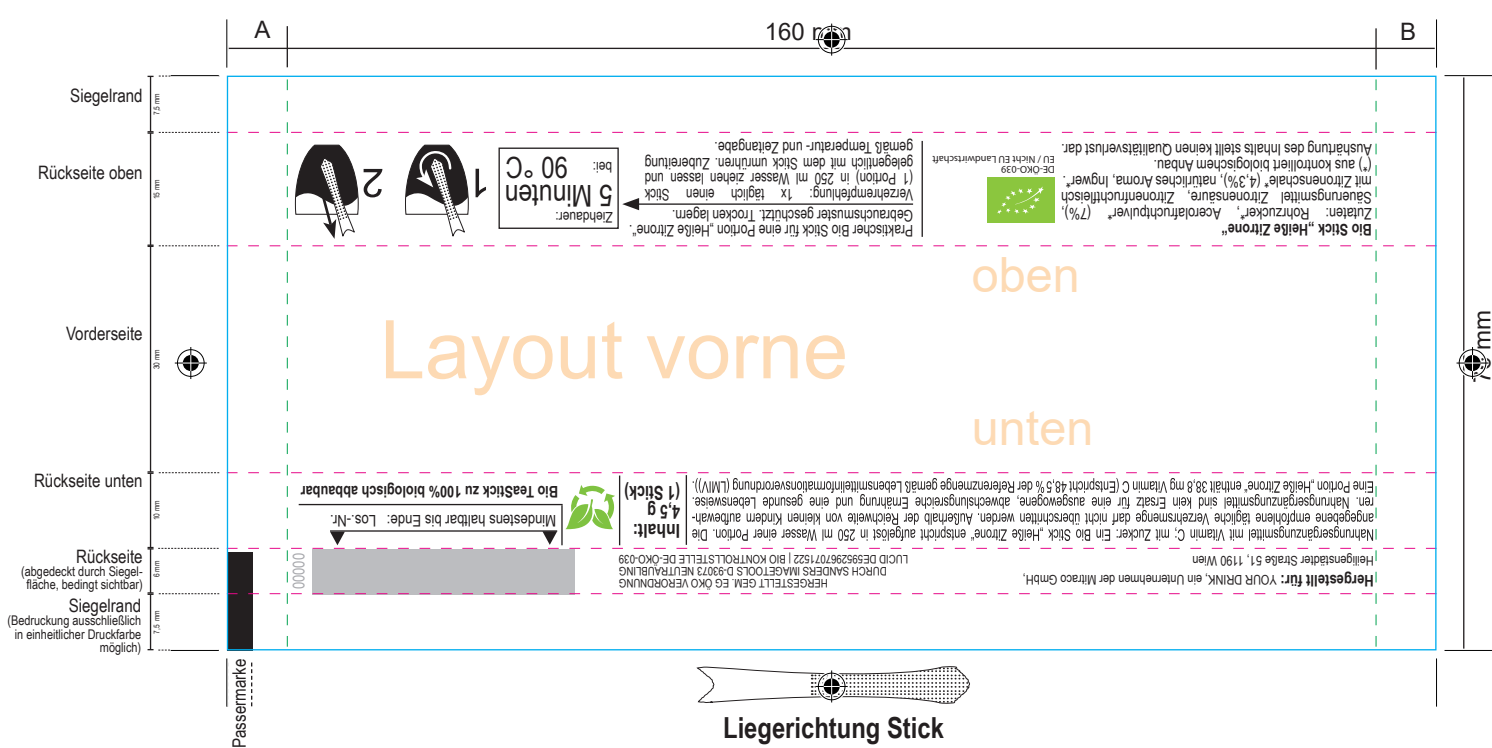 A
160 mm
B
Siegelrand
7,5 mm
Rückseite oben
15 mm
Bio Stick „Heiße Zitrone“
Zutaten: Rohrzucker*, Acerolafruchtpulver* (7%),
Säuerungsmittel Zitronensäure, Zitronenfruchtfleisch
mit Zitronenschale* (4,3%), natürliches Aroma, Ingwer*.
(*) aus kontrolliert biologischem Anbau.
Aushärtung des Inhalts stellt keinen Qualitätsverlust dar.
DE-ÖKO-039
EU / Nicht EU Landwirtschaft
Praktischer Bio Stick für eine Portion „Heiße Zitrone“.
Gebrauchsmuster geschützt. Trocken lagern.
Verzehrempfehlung: 1x täglich einen Stick
(1 Portion) in 250 ml Wasser ziehen lassen und
gelegentlich mit dem Stick umrühren. Zubereitung
gemäß Temperatur- und Zeitangabe.
Ziehdauer:
5 Minuten
bei: 90 °C
1
2
Vorderseite
30 mm
oben
Layout vorne
unten
mm
Rückseite unten
10 mm
Nahrungsergänzungsmittel mit Vitamin C; mit Zucker: Ein Bio Stick „Heiße Zitrone“ entspricht aufgelöst in 250 ml Wasser einer Portion. Die
angegebene empfohlene tägliche Verzehrsmenge darf nicht überschritten werden. Außerhalb der Reichweite von kleinen Kindern aufbewah-
ren. Nahrungsergänzungsmittel sind kein Ersatz für eine ausgewogene, abwechslungsreiche Ernährung und eine gesunde Lebensweise.
Eine Portion „Heiße Zitrone“ enthält 38,8 mg Vitamin C (Entspricht 48,5 % der Referenzmenge gemäß Lebensmittelinformationsverordnung (LMIV)).
Inhalt:
4,5 g
(1 Stick)
Mindestens haltbar bis Ende: Los.-Nr.
Bio TeaStick zu 100% biologisch abbaubar
Rückseite
(abgedeckt durch Siegel-
fläche, bedingt sichtbar)
6 mm
Hergestellt für: YOUR DRINK, ein Unternehmen der Mitraco GmbH,
Heiligenstädter Straße 51, 1190 Wien
HERGESTELLT GEM. EG ÖKO VERORDNUNG
DURCH SANDERS IMAGETOOLS D-93073 NEUTRAUBLING
LUCID DE5952967071522 | BIO KONTROLLSTELLE DE-ÖKO-039
00000
Siegelrand
(Bedruckung ausschließlich
in einheitlicher Druckfarbe
möglich)
7,5 mm
Passermarke
Liegerichtung Stick